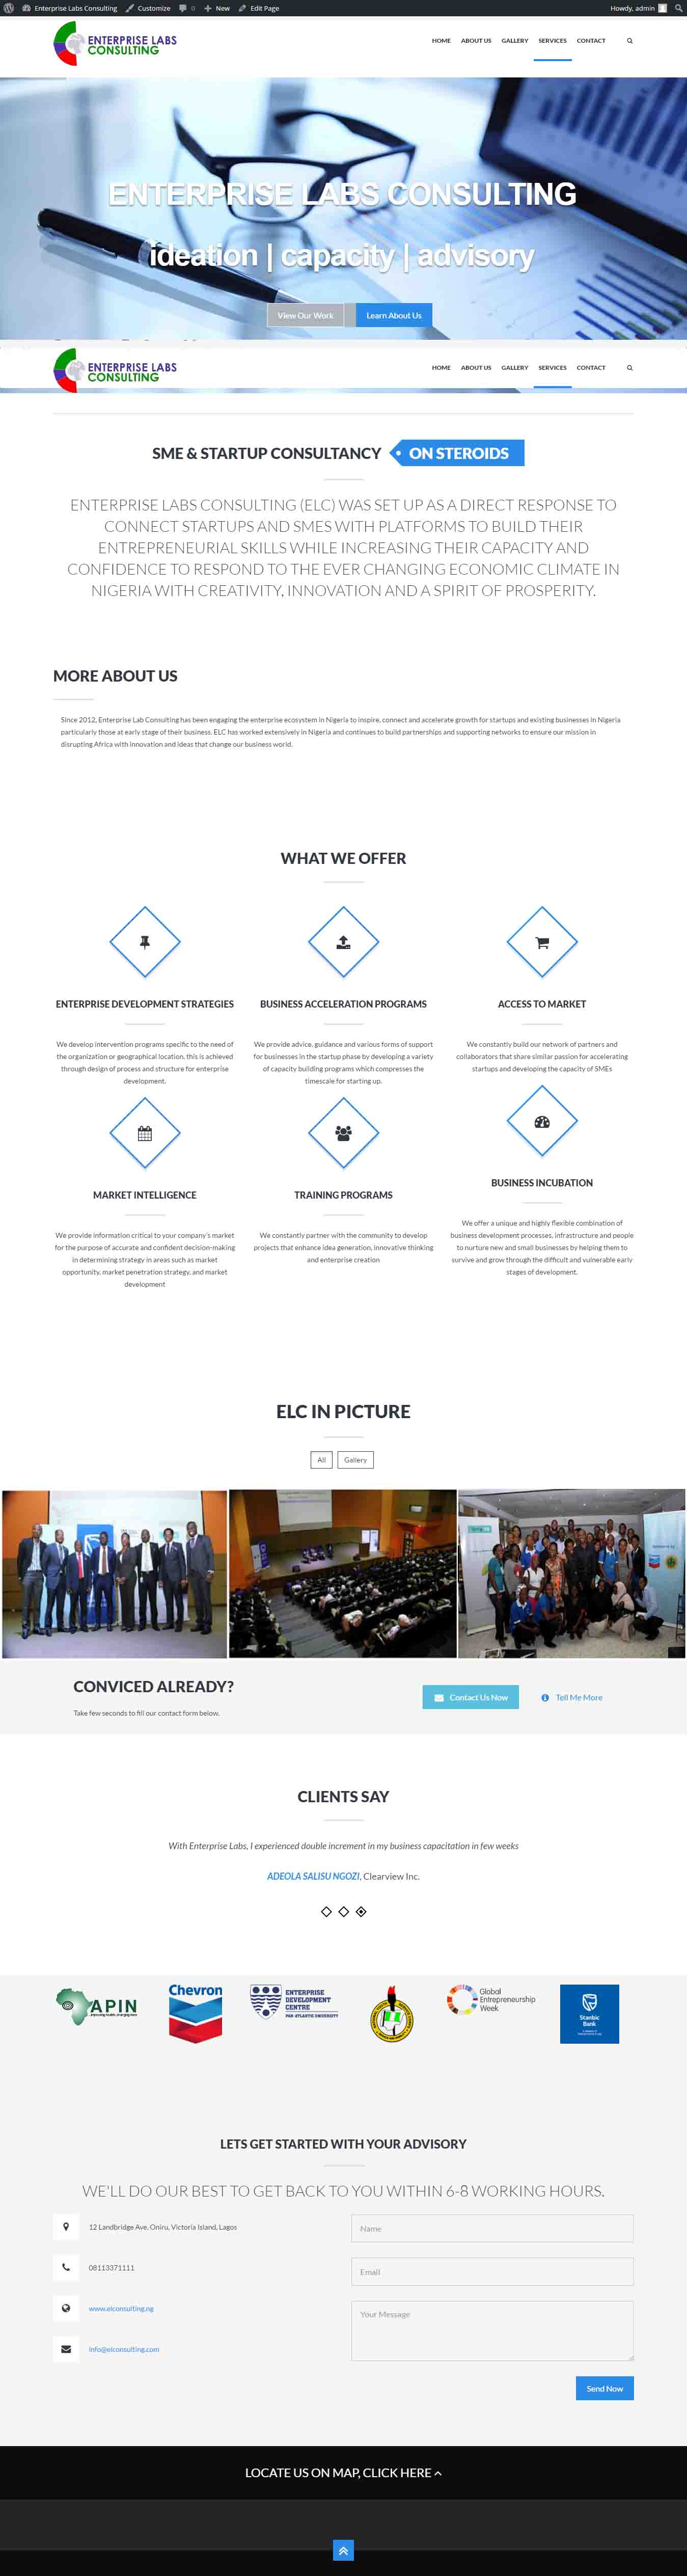 Enterprise Labs Consulting Customize 0 New Edit Page Howdy, admin
ENTERPRISE LABS
CONSULTING
HOME ABOUT US GALLERY SERVICES CONTACT
ENTERPRISE LABS CONSULTING
ideation | capacity | advisory
View Our Work Learn About Us
ENTERPRISE LABS
CONSULTING
HOME ABOUT US GALLERY SERVICES CONTACT
SME & STARTUP CONSULTANCY ON STEROIDS
ENTERPRISE LABS CONSULTING (ELC) WAS SET UP AS A DIRECT RESPONSE TO
CONNECT STARTUPS AND SMES WITH PLATFORMS TO BUILD THEIR
ENTREPRENEURIAL SKILLS WHILE INCREASING THEIR CAPACITY AND
CONFIDENCE TO RESPOND TO THE EVER CHANGING ECONOMIC CLIMATE IN
NIGERIA WITH CREATIVITY, INNOVATION AND A SPIRIT OF PROSPERITY.
MORE ABOUT US
Since 2012, Enterprise Lab Consulting has been engaging the enterprise ecosystem in Nigeria to inspire, connect and accelerate growth for startups and existing businesses in Nigeria
particularly those at early stage of their business. ELC has worked extensively in Nigeria and continues to build partnerships and supporting networks to ensure our mission in
disrupting Africa with innovation and ideas that change our business world.
WHAT WE OFFER
ENTERPRISE DEVELOPMENT STRATEGIES
We develop intervention programs specific to the need of
the organization or geographical location, this is achieved
through design of process and structure for enterprise
development.
BUSINESS ACCELERATION PROGRAMS
We provide advice, guidance and various forms of support
for businesses in the startup phase by developing a variety
of capacity building programs which compresses the
timescale for starting up.
ACCESS TO MARKET
We constantly build our network of partners and
collaborators that share similar passion for accelerating
startups and developing the capacity of SMEs
MARKET INTELLIGENCE
We provide information critical to your company's market
for the purpose of accurate and confident decision-making
in determining strategy in areas such as market
opportunity, market penetration strategy, and market
development
TRAINING PROGRAMS
We constantly partner with the community to develop
projects that enhance idea generation, innovative thinking
and enterprise creation
BUSINESS INCUBATION
We offer a unique and highly flexible combination of
business development processes, infrastructure and people
to nurture new and small businesses by helping them to
survive and grow through the difficult and vulnerable early
stages of development.
ELC IN PICTURE
All Gallery
CONVICED ALREADY?
Take few seconds to fill our contact form below.
Contact Us Now Tell Me More
CLIENTS SAY
With Enterprise Labs, I experienced double increment in my business capacitation in few weeks
ADEOLA SALISU NGOZI, Clearview Inc.
APIN
Chevron
ENTERPRISE
DEVELOPMENT
CENTRE
PAN-ATLANTIC UNIVERSITY
Global
Entrepreneurship
Week
Stanbic
Bank
LETS GET STARTED WITH YOUR ADVISORY
WE'LL DO OUR BEST TO GET BACK TO YOU WITHIN 6-8 WORKING HOURS.
12 Landbridge Ave, Oniru, Victoria Island, Lagos
08113371111
www.elconsulting.ng
info@elconsulting.com
Name
Email
Your Message
Send Now
LOCATE US ON MAP, CLICK HERE